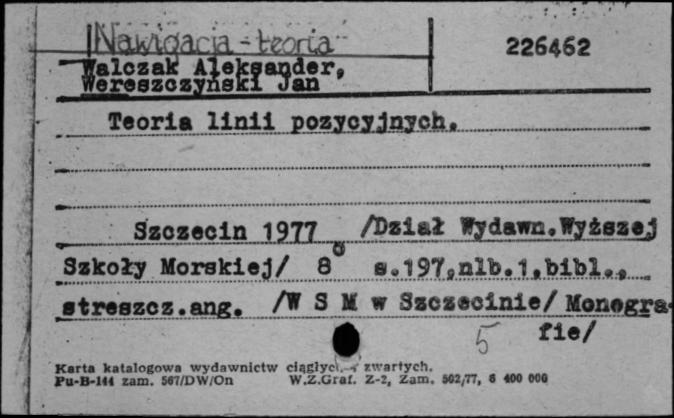 Nawigacja - teoria
226462
Walczak Aleksander,
Wereszczyński Jan
Teoria linii pozycyjnych.
Szczecin 1977 /Dział Wydawn.Wyższej
Szkoły Morskiej/ 8° s.197,nlb.1,bibl.,
streszcz.ang. /W S M w Szczecinie/ Monogra-
5 fie/
Karta katalogowa wydawnictw ciągłych i zwartych.
Pu-B-144 zam. 567/DW/On W.Z.Graf. Z-2, Zam. 502/77, 6 400 000